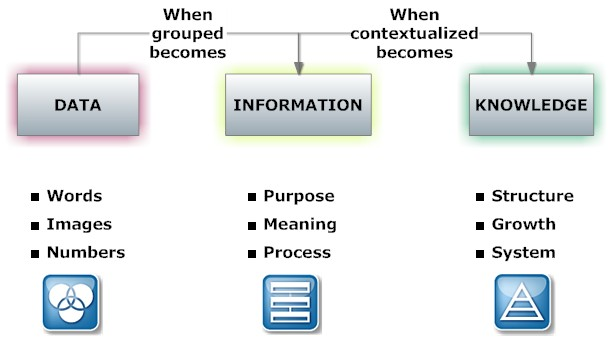 When
grouped
becomes
When
contextualized
becomes
DATA
INFORMATION
KNOWLEDGE
Words
Images
Numbers
Purpose
Meaning
Process
Structure
Growth
System